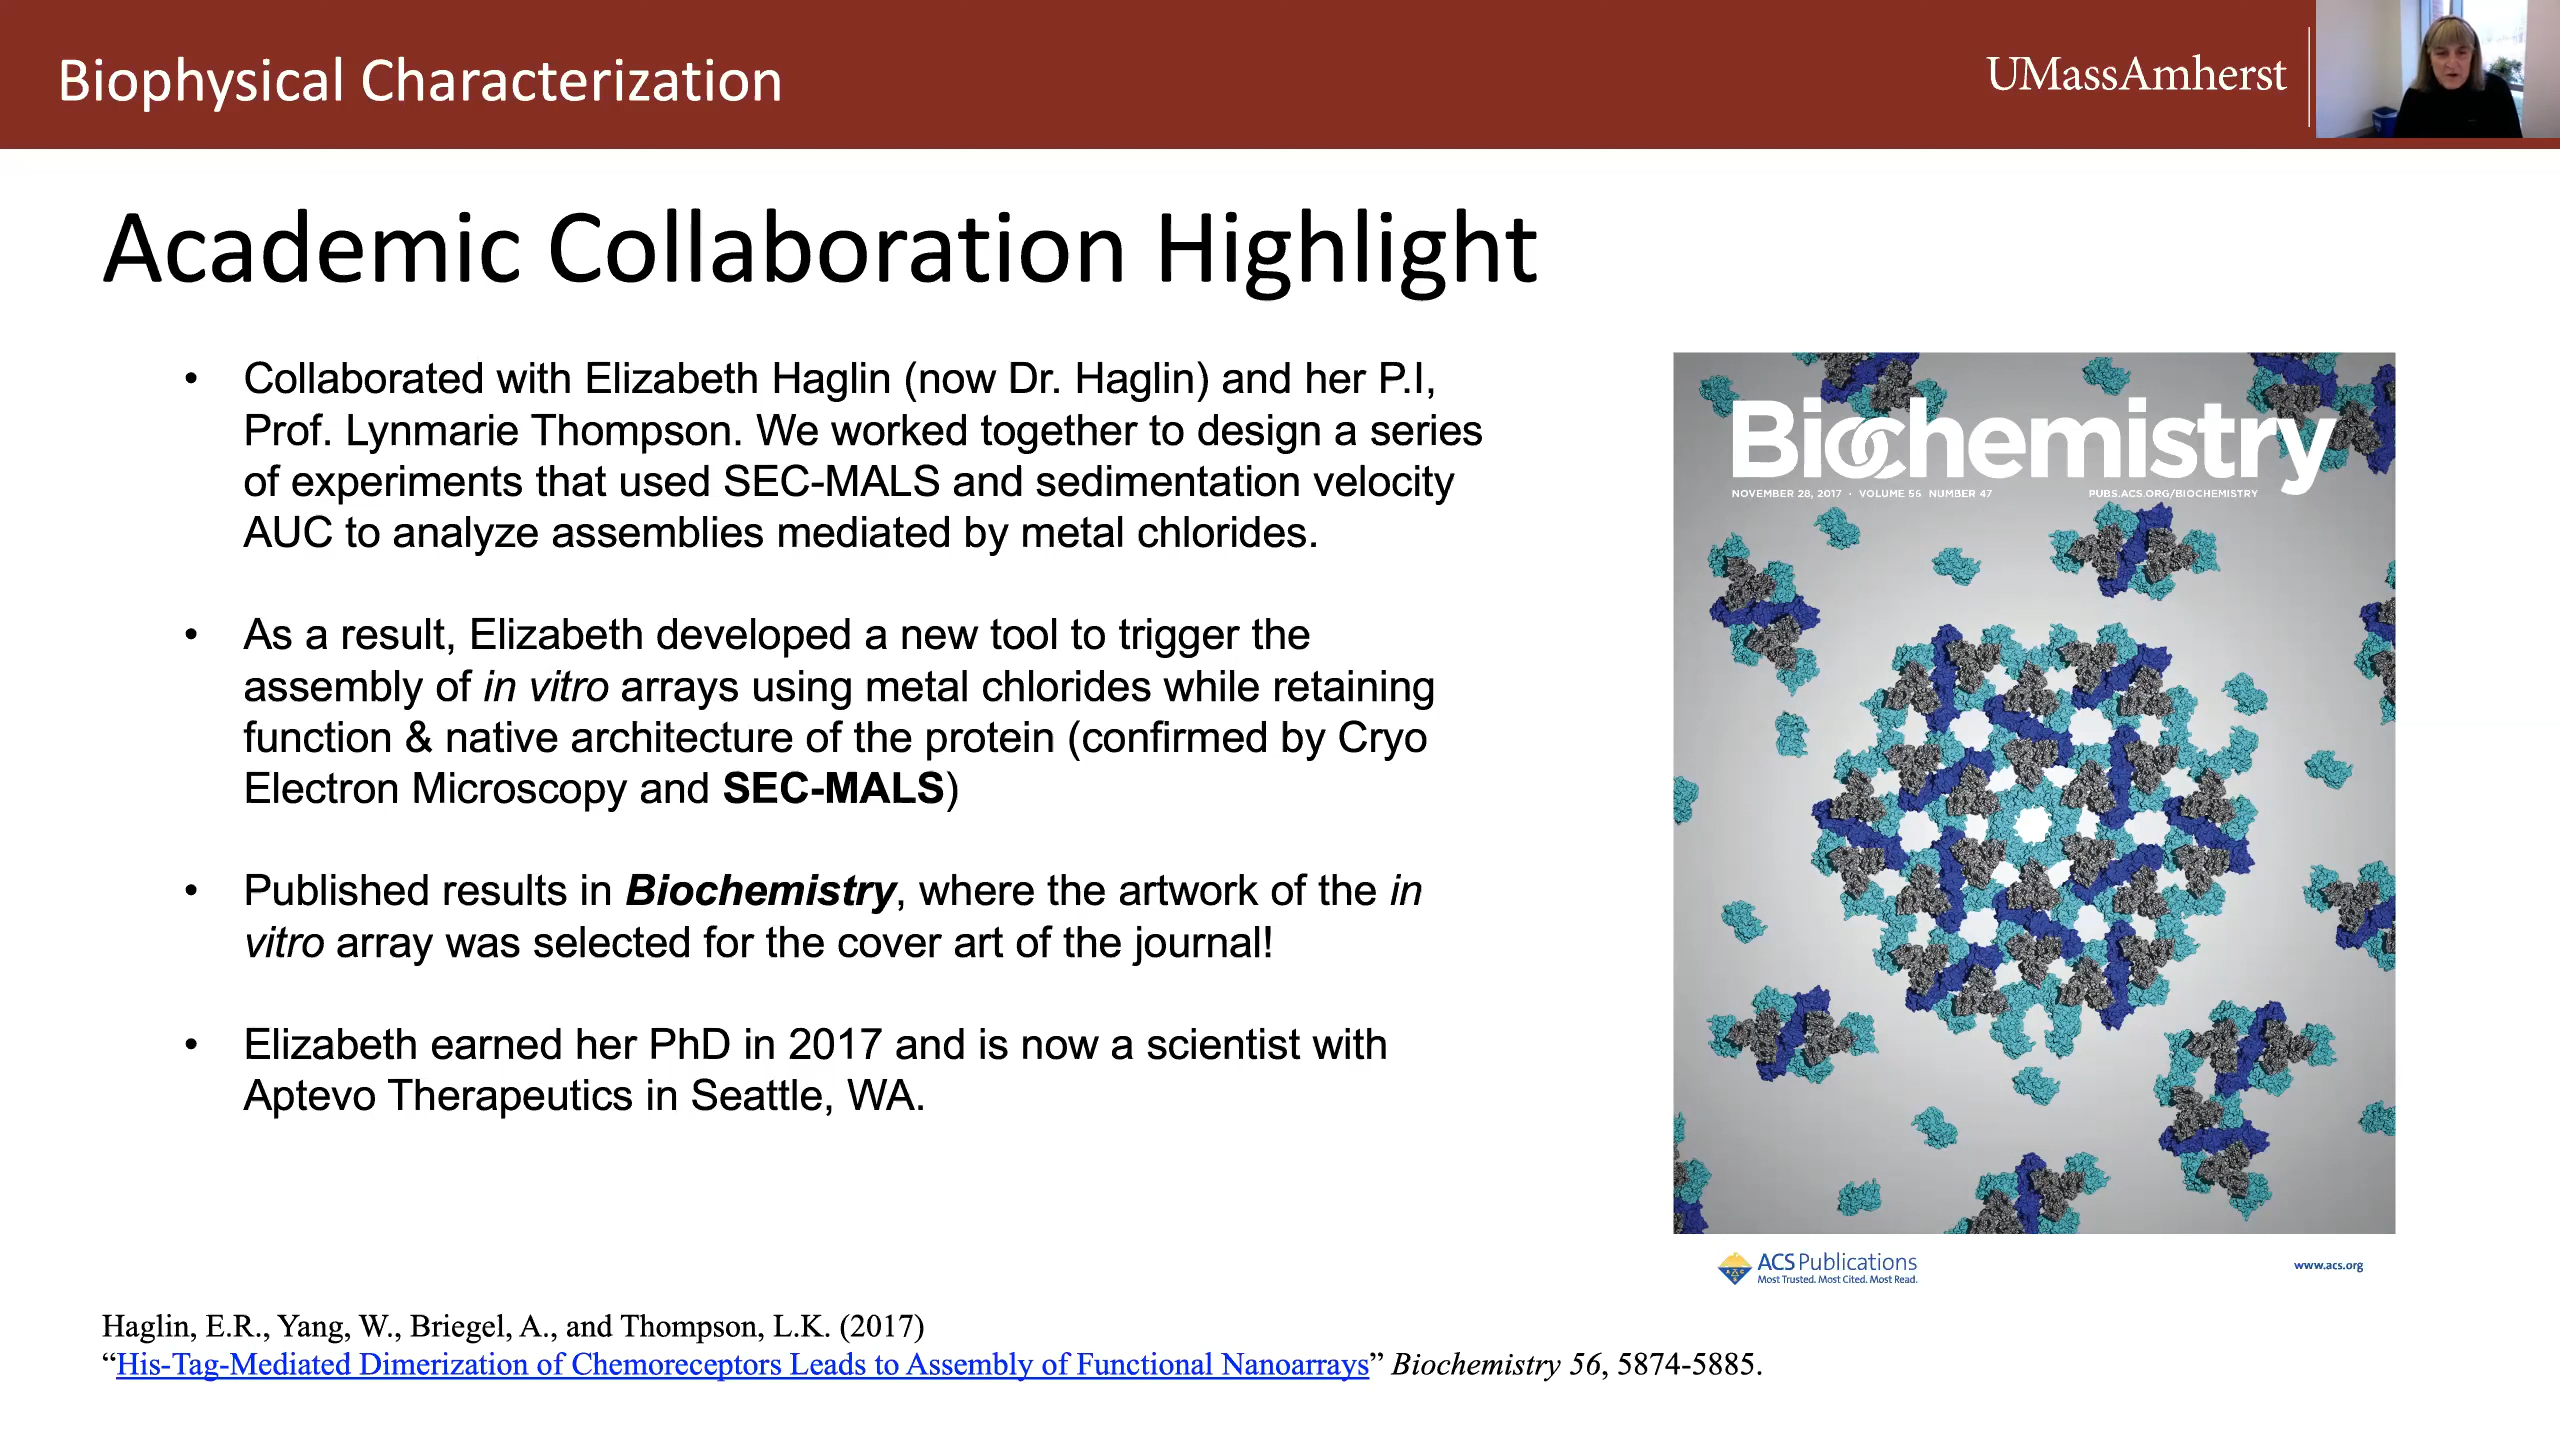 Biophysical Characterization
UMassAmherst
Academic Collaboration Highlight
• Collaborated with Elizabeth Haglin (now Dr. Haglin) and her P.I,
Prof. Lynmarie Thompson. We worked together to design a series
of experiments that used SEC-MALS and sedimentation velocity
AUC to analyze assemblies mediated by metal chlorides.
• As a result, Elizabeth developed a new tool to trigger the
assembly of in vitro arrays using metal chlorides while retaining
function & native architecture of the protein (confirmed by Cryo
Electron Microscopy and SEC-MALS)
• Published results in Biochemistry, where the artwork of the in
vitro array was selected for the cover art of the journal!
• Elizabeth earned her PhD in 2017 and is now a scientist with
Aptevo Therapeutics in Seattle, WA.
Biochemistry
NOVEMBER 28, 2017 · VOLUME 56 NUMBER 47 PUBS.ACS.ORG/BIOCHEMISTRY
ACS Publications
Most Trusted. Most Cited. Most Read.
www.acs.org
Haglin, E.R., Yang, W., Briegel, A., and Thompson, L.K. (2017)
“His-Tag-Mediated Dimerization of Chemoreceptors Leads to Assembly of Functional Nanoarrays” Biochemistry 56, 5874-5885.